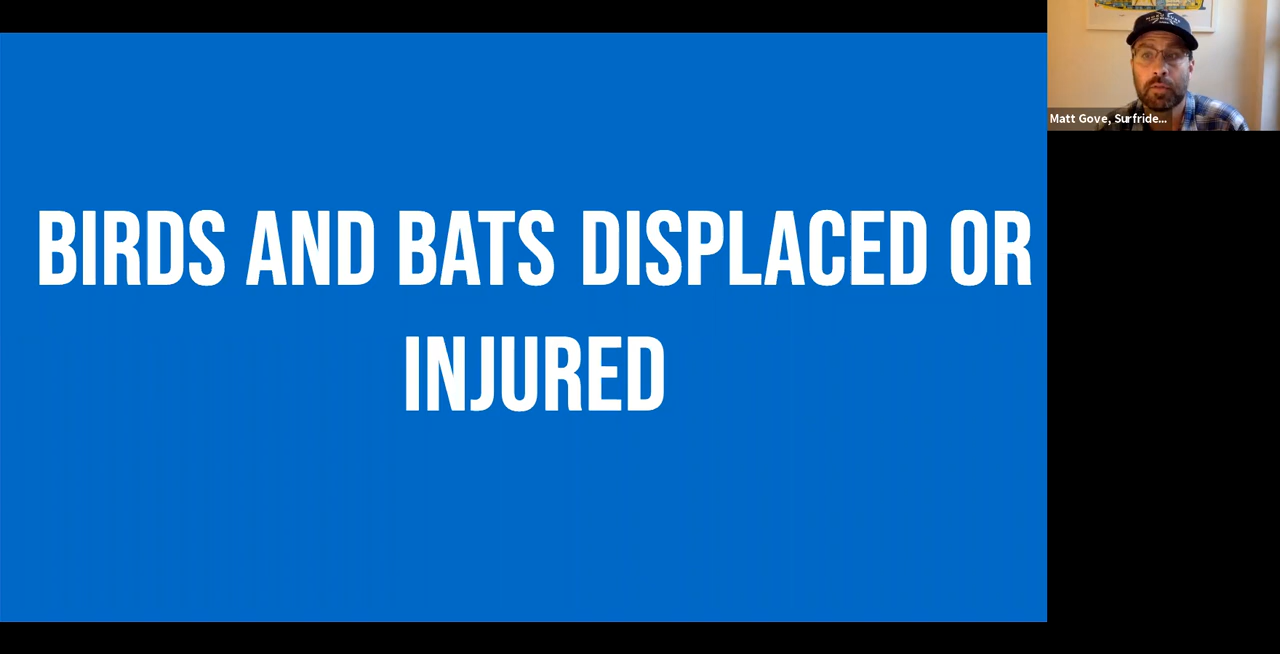 BIRDS AND BATS DISPLACED OR
INJURED
Matt Gove, Surfride...